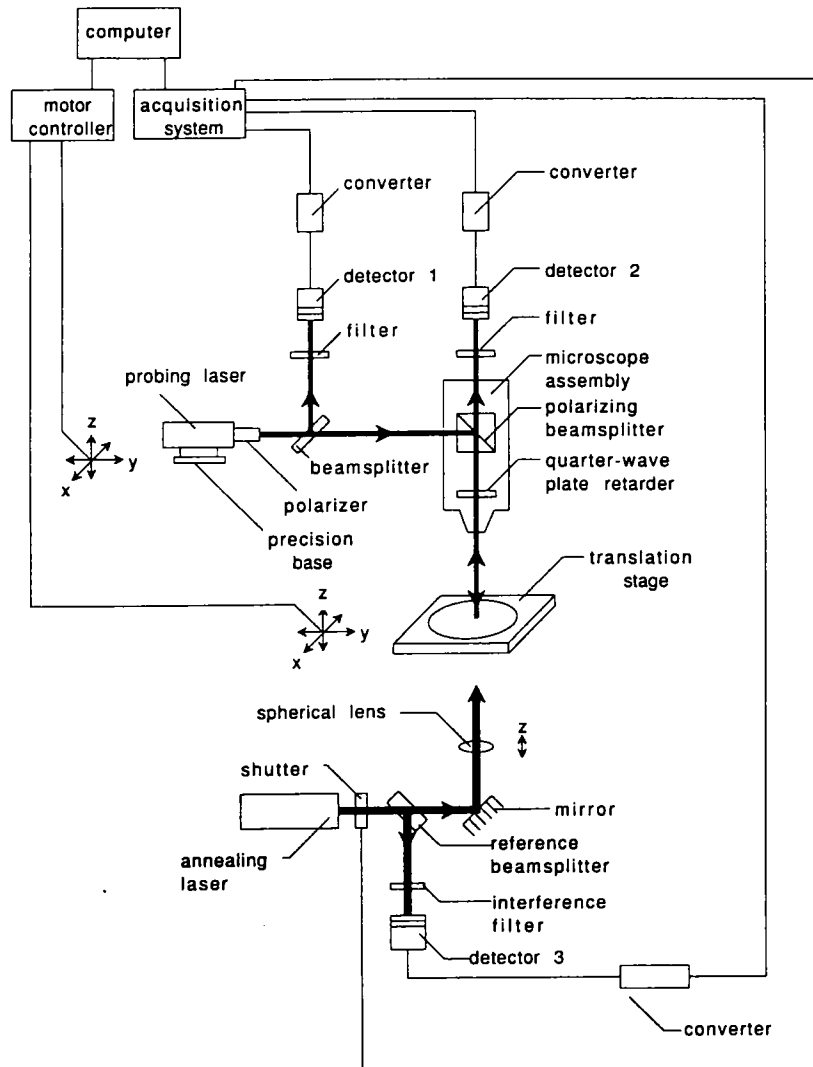 computer
motor
controller
acquisition
system
converter
converter
detector 1
detector 2
filter
filter
microscope
assembly
probing laser
polarizing
beamsplitter
z
y
x
beamsplitter
quarter-wave
plate retarder
polarizer
precision
base
translation
stage
z
y
x
spherical lens
z
shutter
mirror
annealing
laser
reference
beamsplitter
interference
filter
detector 3
converter